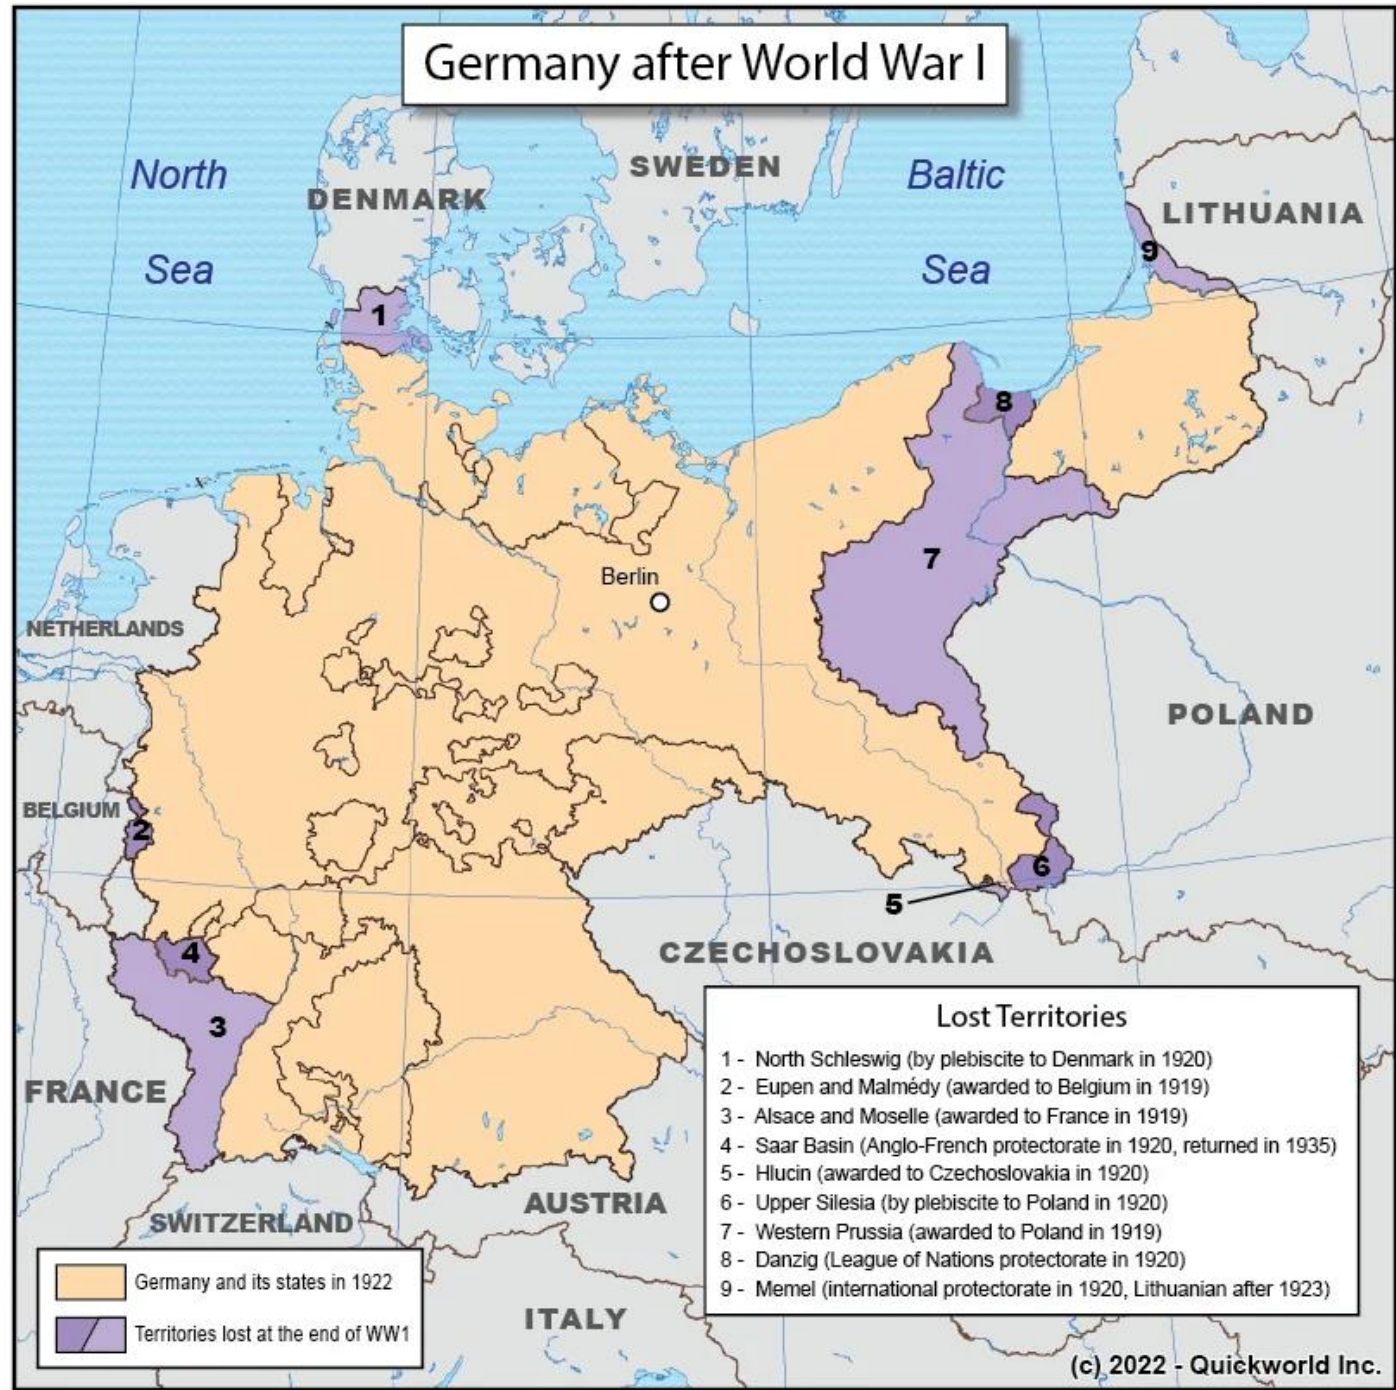 Germany after World War I
North
Sea
DENMARK
SWEDEN
Baltic
Sea
LITHUANIA
9
1
8
7
Berlin
NETHERLANDS
POLAND
BELGIUM
2
6
5
4
CZECHOSLOVAKIA
3
FRANCE
AUSTRIA
SWITZERLAND
ITALY
Lost Territories
1 - North Schleswig (by plebiscite to Denmark in 1920)
2 - Eupen and Malmédy (awarded to Belgium in 1919)
3 - Alsace and Moselle (awarded to France in 1919)
4 - Saar Basin (Anglo-French protectorate in 1920, returned in 1935)
5 - Hlucin (awarded to Czechoslovakia in 1920)
6 - Upper Silesia (by plebiscite to Poland in 1920)
7 - Western Prussia (awarded to Poland in 1919)
8 - Danzig (League of Nations protectorate in 1920)
9 - Memel (international protectorate in 1920, Lithuanian after 1923)
Germany and its states in 1922
Territories lost at the end of WW1
(c) 2022 - Quickworld Inc.